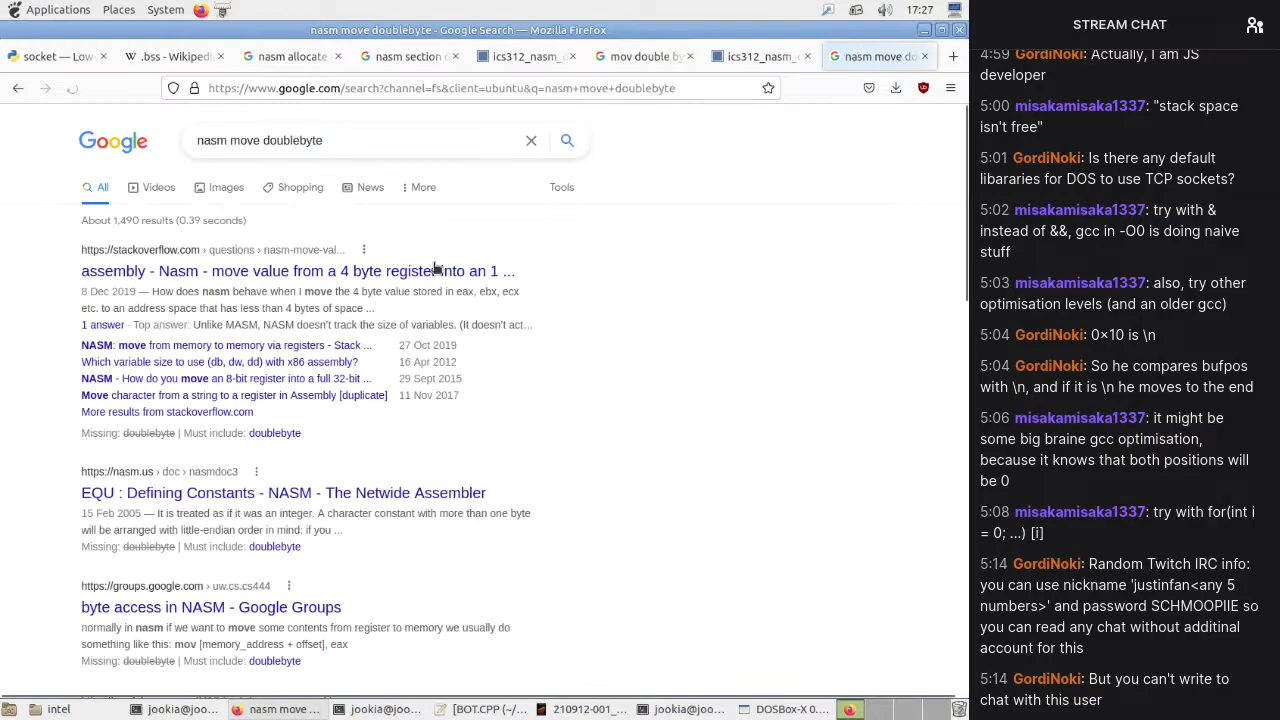 Applications Places System 17:27
nasm move doublebyte - Google Search — Mozilla Firefox
socket — Low-
.bss - Wikiped
nasm allocate
nasm section d
ics312_nasm_
mov double by
ics312_nasm_e
nasm move do
https://www.google.com/search?channel=fs&client=ubuntu&q=nasm+move+doublebyte
Google
nasm move doublebyte
All Videos Images Shopping News More Tools
About 1,490 results (0.39 seconds)
https://stackoverflow.com › questions › nasm-move-val...
assembly - Nasm - move value from a 4 byte register into an 1 ...
8 Dec 2019 — How does nasm behave when I move the 4 byte value stored in eax, ebx, ecx
etc. to an address space that has less than 4 bytes of space ...
1 answer · Top answer: Unlike MASM, NASM doesn't track the size of variables. (It doesn't act...
NASM: move from memory to memory via registers - Stack ... 27 Oct 2019
Which variable size to use (db, dw, dd) with x86 assembly? 16 Apr 2012
NASM - How do you move an 8-bit register into a full 32-bit ... 29 Sept 2015
Move character from a string to a register in Assembly [duplicate] 11 Nov 2017
More results from stackoverflow.com
Missing: doublebyte | Must include: doublebyte
https://nasm.us › doc › nasmdoc3
EQU : Defining Constants - NASM - The Netwide Assembler
15 Feb 2005 — It is treated as if it was an integer. A character constant with more than one byte
will be arranged with little-endian order in mind: if you ...
Missing: doublebyte | Must include: doublebyte
https://groups.google.com › uw.cs.cs444
byte access in NASM - Google Groups
normally in nasm if we want to move some contents from register to memory we usually do
something like this: mov [memory_address + offset], eax
Missing: doublebyte | Must include: doublebyte
intel
jookia@joo...
nasm move ...
jookia@joo...
[BOT.CPP (~/...
210912-001_...
jookia@joo...
DOSBox-X 0....
STREAM CHAT
4:59 GordiNoki: Actually, I am JS
developer
5:00 misakamisaka1337: "stack space
isn't free"
5:01 GordiNoki: Is there any default
libararies for DOS to use TCP sockets?
5:02 misakamisaka1337: try with &
instead of &&, gcc in -O0 is doing naive
stuff
5:03 misakamisaka1337: also, try other
optimisation levels (and an older gcc)
5:04 GordiNoki: 0x10 is \n
5:04 GordiNoki: So he compares bufpos
with \n, and if it is \n he moves to the end
5:06 misakamisaka1337: it might be
some big braine gcc optimisation,
because it knows that both positions will
be 0
5:08 misakamisaka1337: try with for(int i
= 0; ...) [i]
5:14 GordiNoki: Random Twitch IRC info:
you can use nickname 'justinfan<any 5
numbers>' and password SCHMOOPIIE so
you can read any chat without additinal
account for this
5:14 GordiNoki: But you can't write to
chat with this user